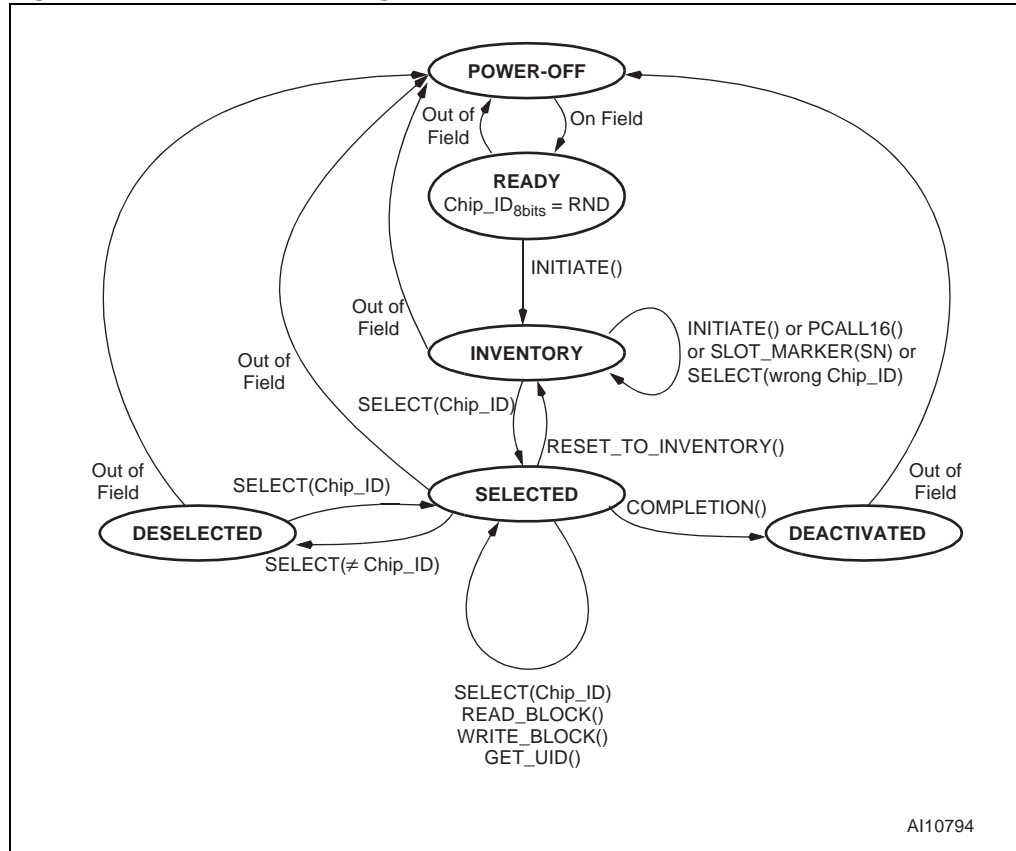 POWER-OFF
Out of
Field
On Field
READY
Chip_ID8bits = RND
INITIATE()
Out of
Field
INVENTORY
INITIATE() or PCALL16()
or SLOT_MARKER(SN) or
SELECT(wrong Chip_ID)
Out of
Field
SELECT(Chip_ID)
RESET_TO_INVENTORY()
Out of
Field
SELECT(Chip_ID)
SELECTED
COMPLETION()
Out of
Field
DESELECTED
DEACTIVATED
SELECT(≠ Chip_ID)
SELECT(Chip_ID)
READ_BLOCK()
WRITE_BLOCK()
GET_UID()
AI10794